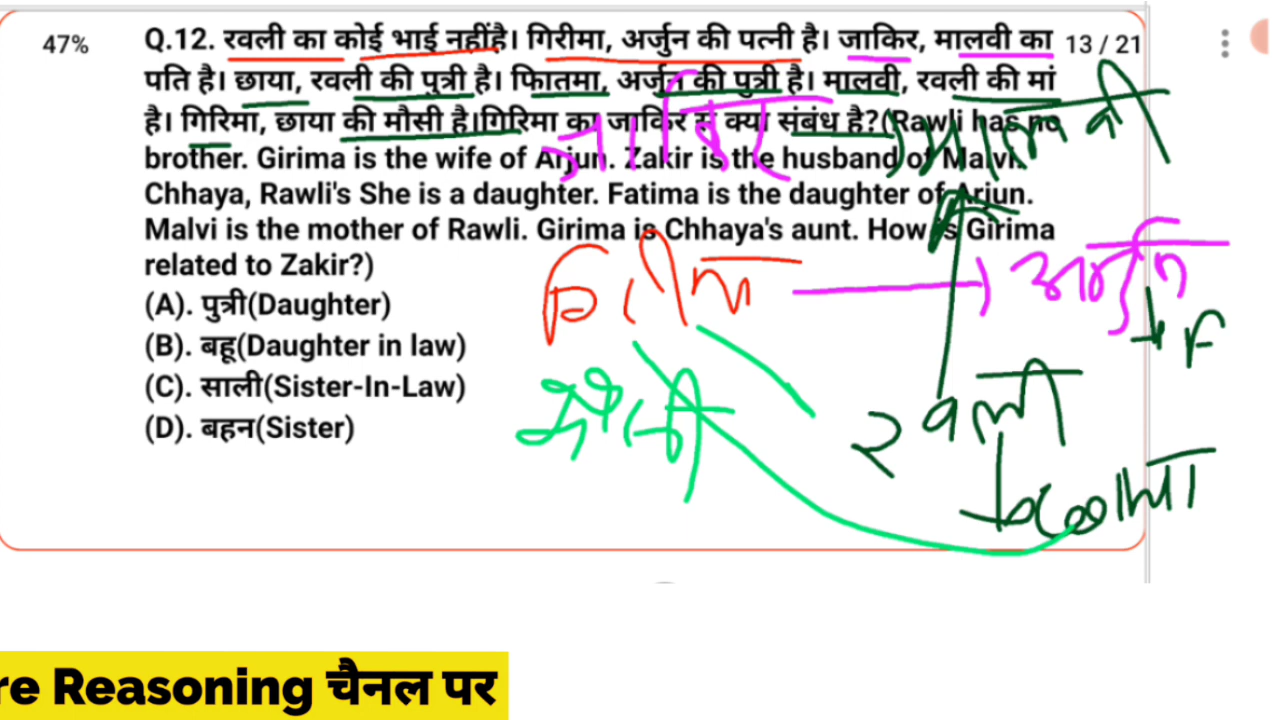 47%
Q.12. रवली का कोई भाई नहींहै। गिरीमा, अर्जुन की पत्नी है। जाकिर, मालवी का 13 / 21
पति है। छाया, रवली की पुत्री है। फातिमा, अर्जुन की पुत्री है। मालवी, रवली की मां
है। गिरिमा, छाया की मौसी है।गिरिमा का जाकिर से क्या संबंध है?(Rawli has no
brother. Girima is the wife of Arjun. Zakir is the husband of Malvi.
Chhaya, Rawli's She is a daughter. Fatima is the daughter of Arjun.
Malvi is the mother of Rawli. Girima is Chhaya's aunt. How is Girima
related to Zakir?)
(A). पुत्री(Daughter)
(B). बहू(Daughter in law)
(C). साली(Sister-In-Law)
(D). बहन(Sister)
जाकिर
मालवी
अर्जुन
F
रवली
re Reasoning चैनल पर